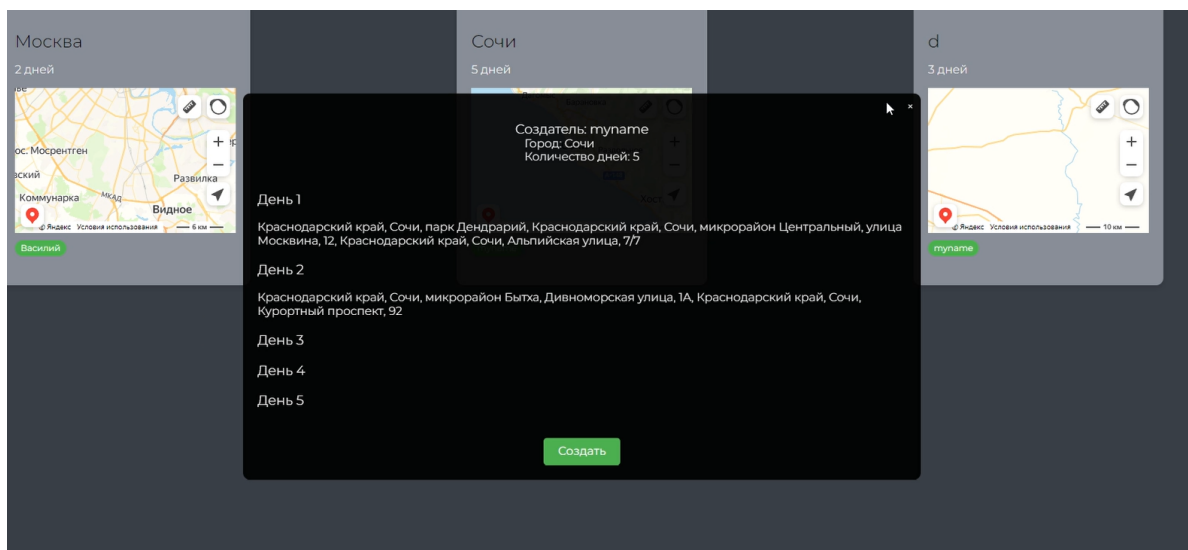 Москва
2 дней
ос. Мосрентген
Развилка
Коммунарка
МКАД
Видное
© Яндекс Условия использования
6 км
Василий
Сочи
5 дней
d
3 дней
© Яндекс Условия использования
10 км
myname
×
Создатель: myname
Город: Сочи
Количество дней: 5
День 1
Краснодарский край, Сочи, парк Дендрарий, Краснодарский край, Сочи, микрорайон Центральный, улица
Москвина, 12, Краснодарский край, Сочи, Альпийская улица, 7/7
День 2
Краснодарский край, Сочи, микрорайон Бытха, Дивноморская улица, 1А, Краснодарский край, Сочи,
Курортный проспект, 92
День 3
День 4
День 5
Создать